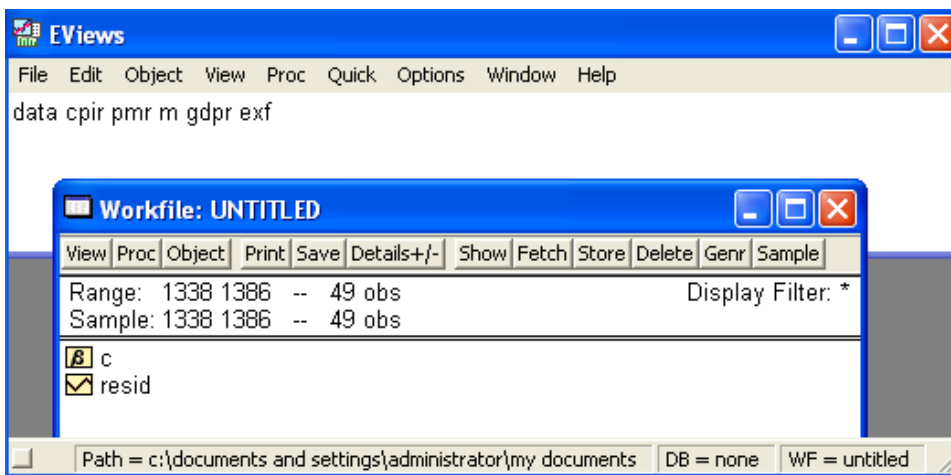 EViews
File Edit Object View Proc Quick Options Window Help
data cpir pmr m gdpr exf
Workfile: UNTITLED
View Proc Object Print Save Details+/- Show Fetch Store Delete Genr Sample
Range: 1338 1386 -- 49 obs Display Filter: *
Sample: 1338 1386 -- 49 obs
β c
resid
Path = c:\documents and settings\administrator\my documents DB = none WF = untitled